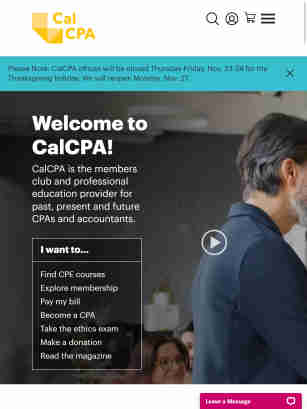 Cal
CPA
Please Note: CalCPA offices will be closed Thursday-Friday, Nov. 23-24 for the
Thanksgiving holiday. We will reopen Monday, Nov. 27.
Welcome to
CalCPA!
CalCPA is the members
club and professional
education provider for
past, present and future
CPAs and accountants.
I want to...
Find CPE courses
Explore membership
Pay my bill
Become a CPA
Take the ethics exam
Make a donation
Read the magazine
Leave a Message